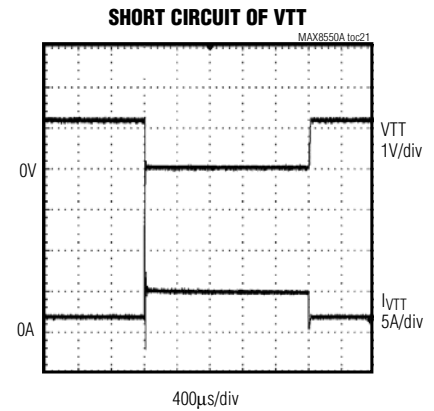 SHORT CIRCUIT OF VTT
MAX8550A toc21
VTT
1V/div
0V
IVTT
5A/div
0A
400μs/div